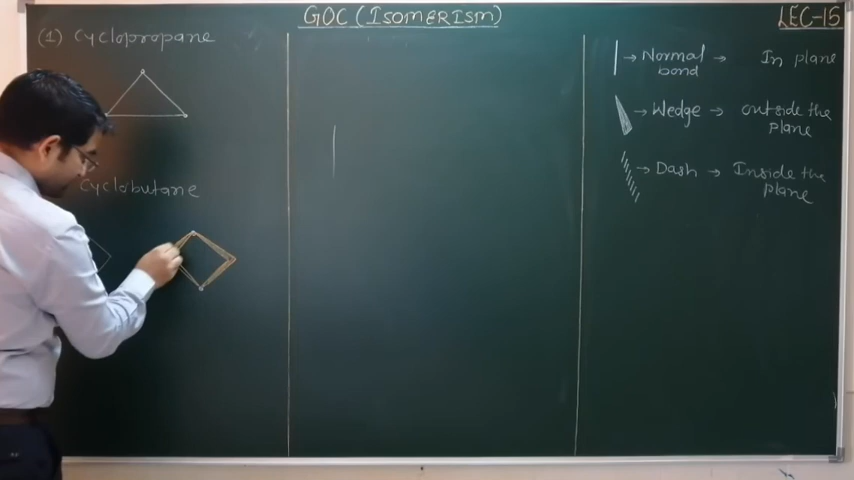 GOC (ISOMERISM)
LEC-15
(1) Cyclopropane
Cyclobutane
→ Normal bond → In plane
→ Wedge → outside the plane
→ Dash → Inside the plane